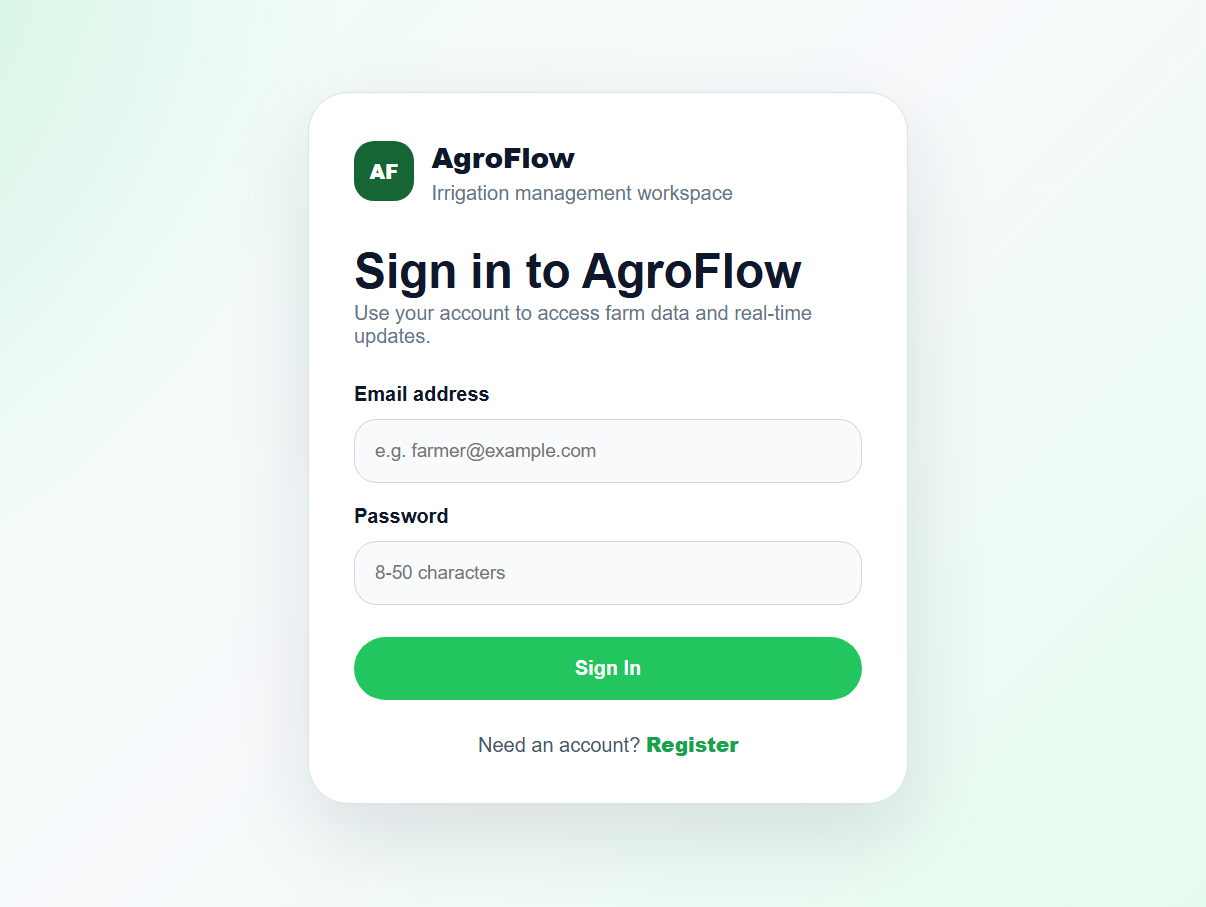 AF
AgroFlow
Irrigation management workspace
Sign in to AgroFlow
Use your account to access farm data and real-time
updates.
Email address
e.g. farmer@example.com
Password
8-50 characters
Sign In
Need an account? Register